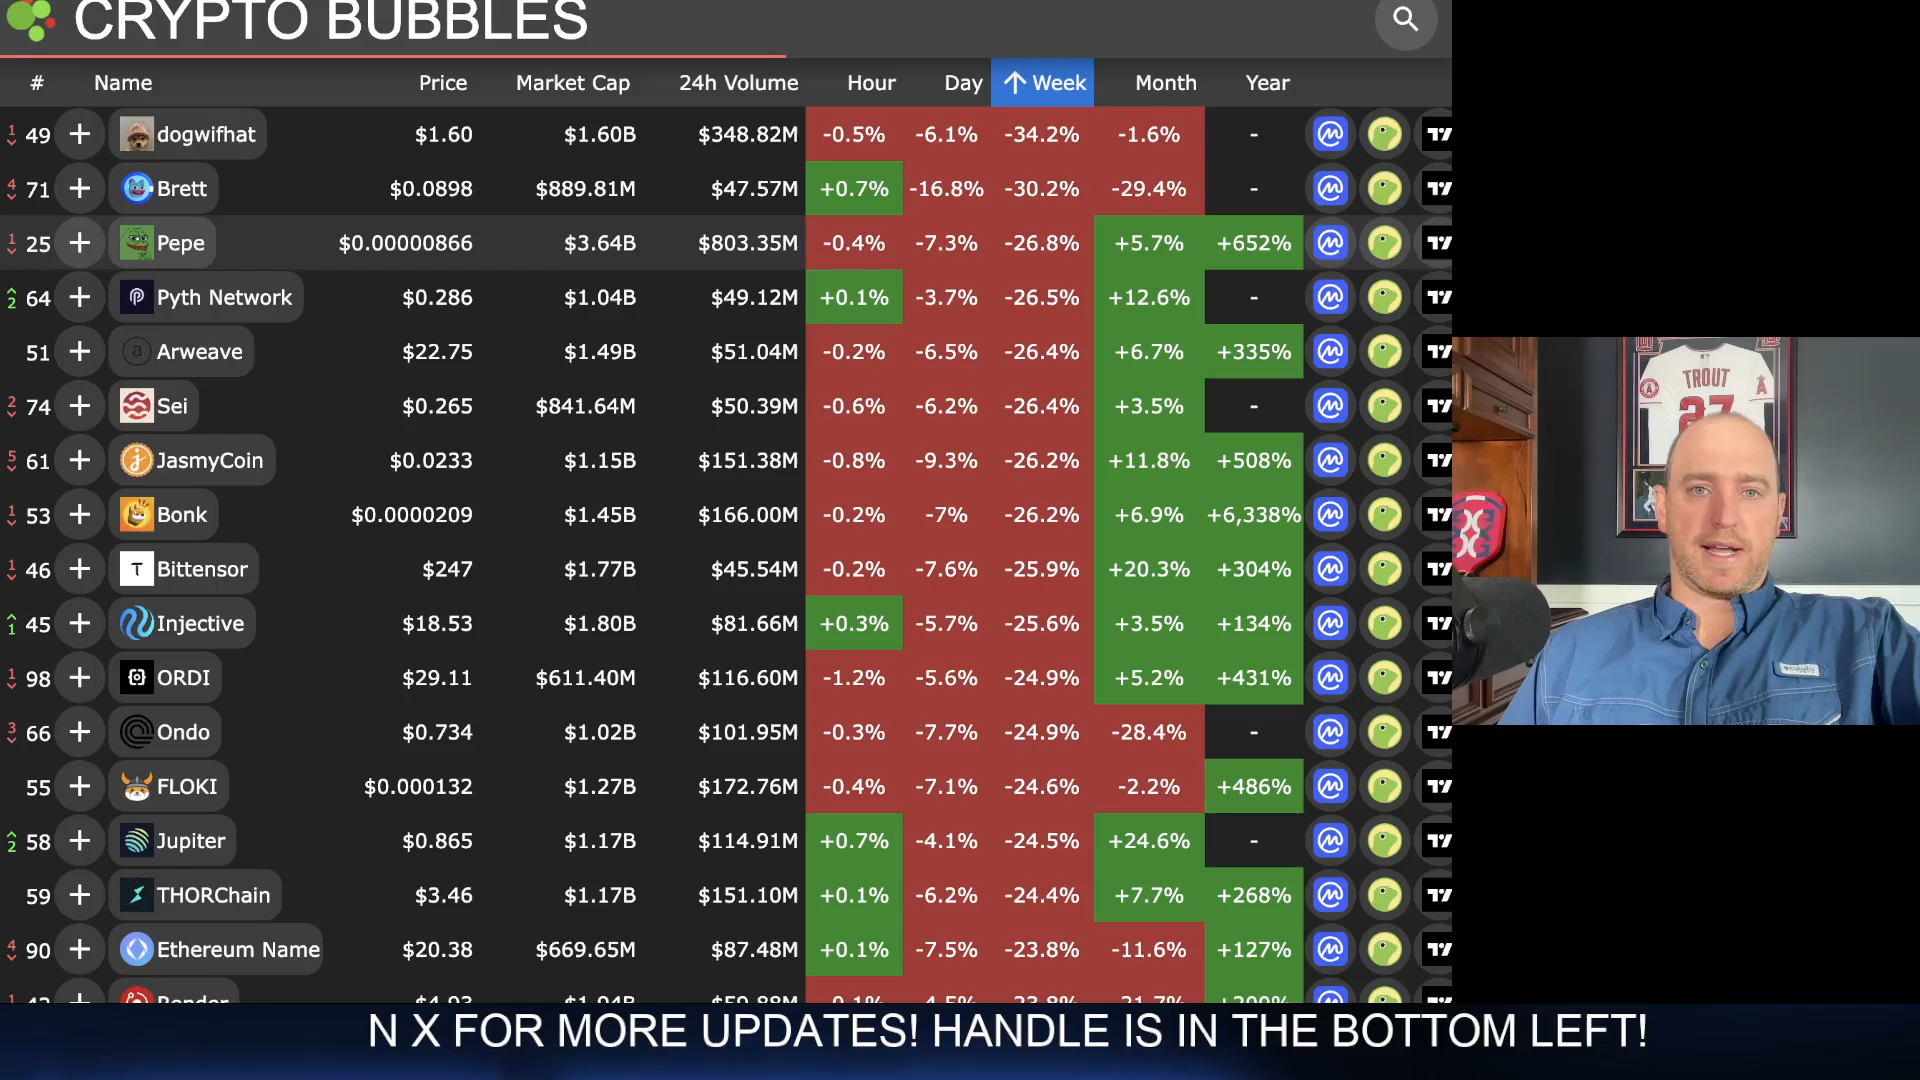 CRYPTO BUBBLES
# Name Price Market Cap 24h Volume Hour Day Week Month Year
1 49 + dogwifhat $1.60 $1.60B $348.82M -0.5% -6.1% -34.2% -1.6% -
4 71 + Brett $0.0898 $889.81M $47.57M +0.7% -16.8% -30.2% -29.4% -
1 25 + Pepe $0.00000866 $3.64B $803.35M -0.4% -7.3% -26.8% +5.7% +652%
2 64 + Pyth Network $0.286 $1.04B $49.12M +0.1% -3.7% -26.5% +12.6% -
51 + Arweave $22.75 $1.49B $51.04M -0.2% -6.5% -26.4% +6.7% +335%
2 74 + Sei $0.265 $841.64M $50.39M -0.6% -6.2% -26.4% +3.5% -
5 61 + JasmyCoin $0.0233 $1.15B $151.38M -0.8% -9.3% -26.2% +11.8% +508%
1 53 + Bonk $0.0000209 $1.45B $166.00M -0.2% -7% -26.2% +6.9% +6,338%
1 46 + Bittensor $247 $1.77B $45.54M -0.2% -7.6% -25.9% +20.3% +304%
1 45 + Injective $18.53 $1.80B $81.66M +0.3% -5.7% -25.6% +3.5% +134%
1 98 + ORDI $29.11 $611.40M $116.60M -1.2% -5.6% -24.9% +5.2% +431%
3 66 + Ondo $0.734 $1.02B $101.95M -0.3% -7.7% -24.9% -28.4% -
55 + FLOKI $0.000132 $1.27B $172.76M -0.4% -7.1% -24.6% -2.2% +486%
2 58 + Jupiter $0.865 $1.17B $114.91M +0.7% -4.1% -24.5% +24.6% -
59 + THORChain $3.46 $1.17B $151.10M +0.1% -6.2% -24.4% +7.7% +268%
4 90 + Ethereum Name $20.38 $669.65M $87.48M +0.1% -7.5% -23.8% -11.6% +127%
Render
TROUT
27
N X FOR MORE UPDATES! HANDLE IS IN THE BOTTOM LEFT!